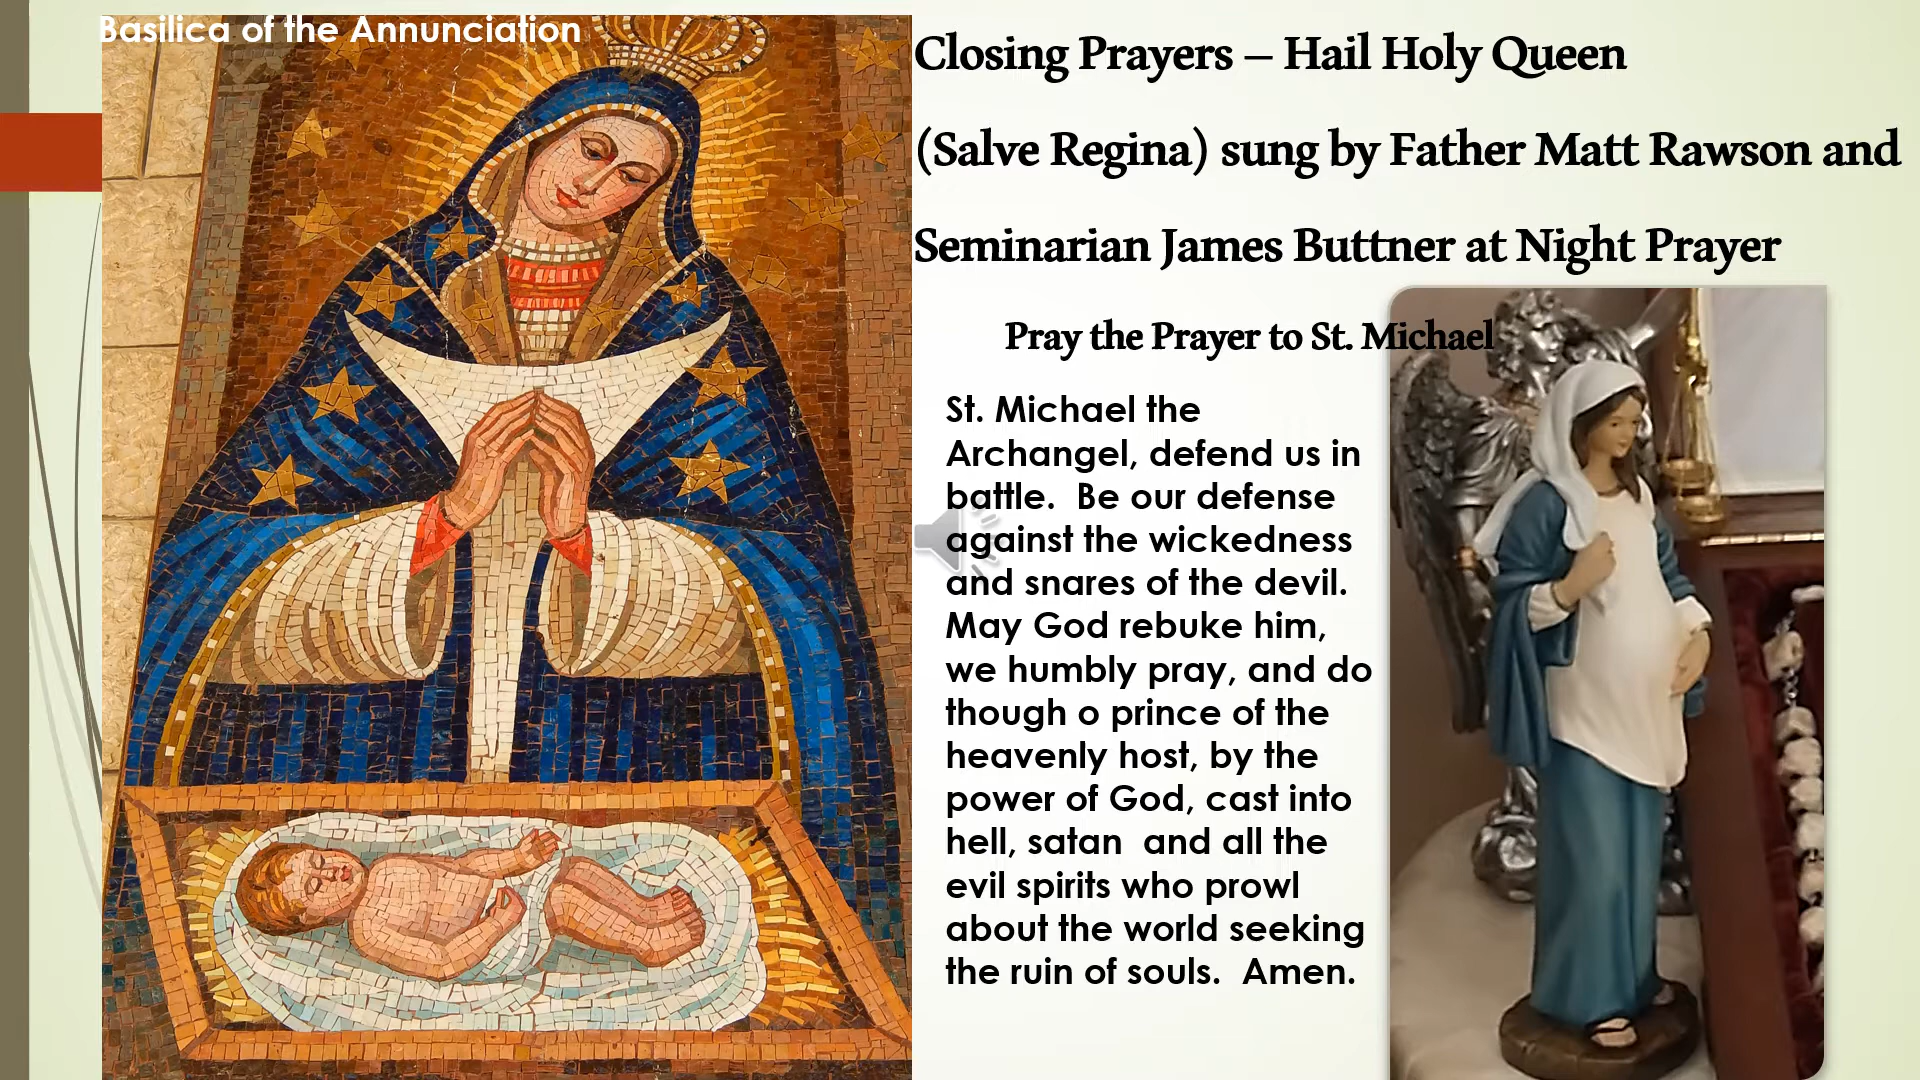 Basilica of the Annunciation
Closing Prayers – Hail Holy Queen
(Salve Regina) sung by Father Matt Rawson and
Seminarian James Buttner at Night Prayer
Pray the Prayer to St. Michael
St. Michael the
Archangel, defend us in
battle.  Be our defense
against the wickedness
and snares of the devil.
May God rebuke him,
we humbly pray, and do
though o prince of the
heavenly host, by the
power of God, cast into
hell, satan  and all the
evil spirits who prowl
about the world seeking
the ruin of souls.  Amen.